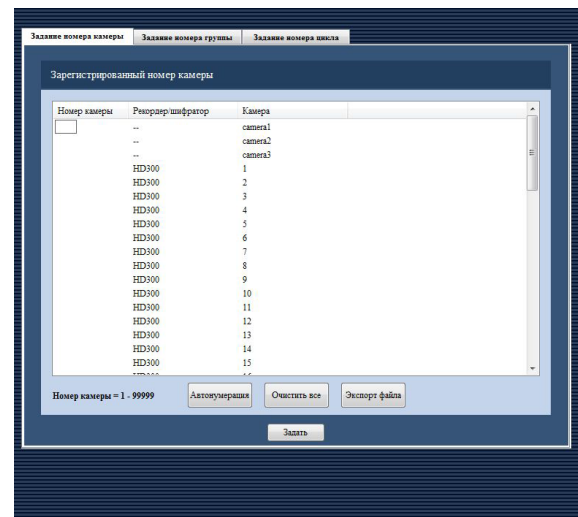 Задание номера камеры Задание номера группы Задание номера цикла
Зарегистрированный номер камеры
Номер камеры Рекордер/шифратор Камера
-- camera1
-- camera2
-- camera3
HD300 1
HD300 2
HD300 3
HD300 4
HD300 5
HD300 6
HD300 7
HD300 8
HD300 9
HD300 10
HD300 11
HD300 12
HD300 13
HD300 14
HD300 15
Номер камеры = 1 - 99999 Автонумерация Очистить все Экспорт файла
Задать